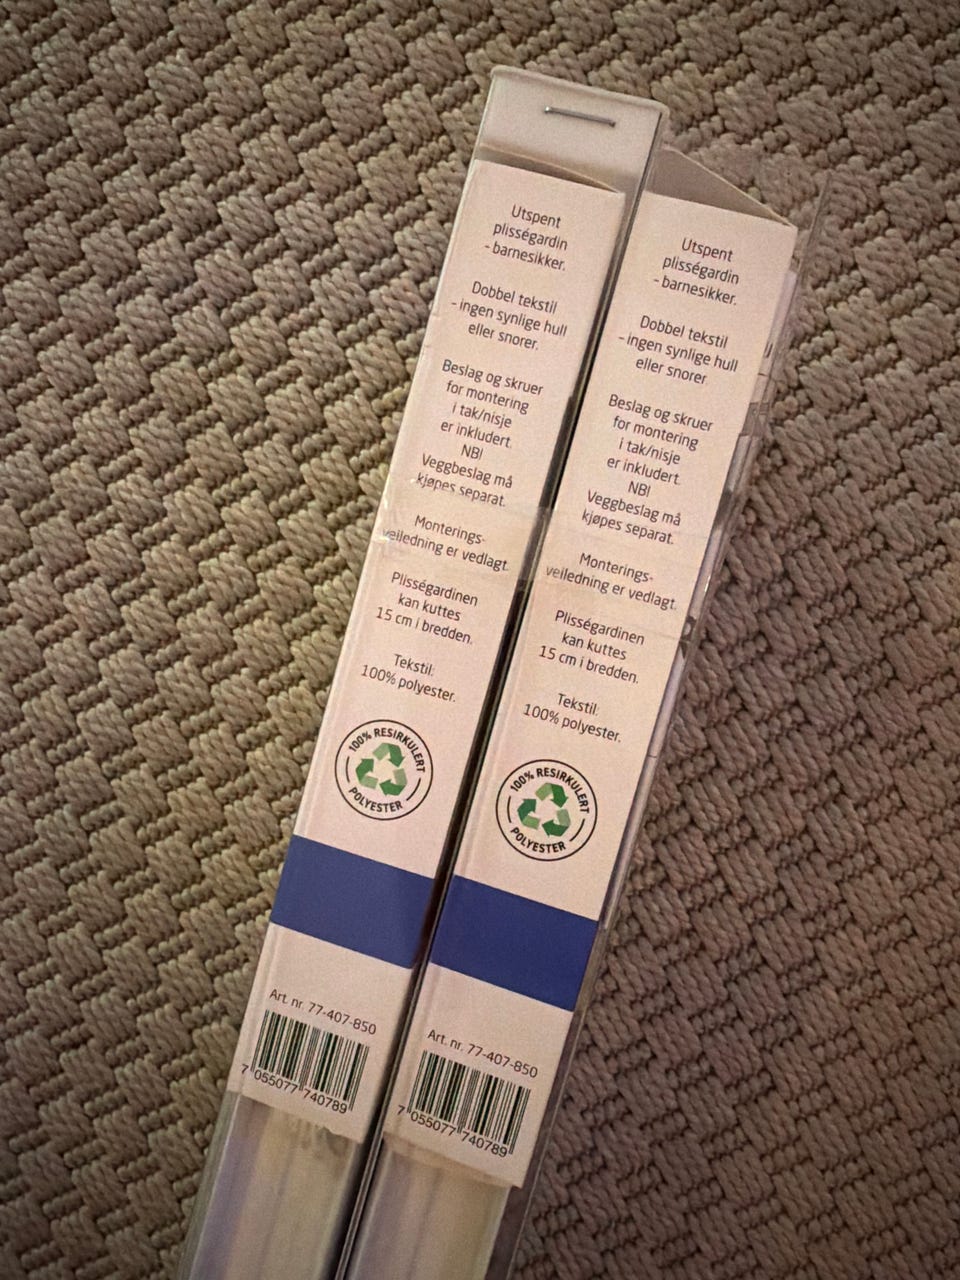 Utspent
plisségardin
- barnesikker.
Dobbel tekstil
- ingen synlige hull
eller snorer.
Beslag og skruer
for montering
i tak/nisje
er inkludert.
NB!
Veggbeslag må
kjøpes separat.
Monterings-
veiledning er vedlagt.
Plisségardinen
kan kuttes
15 cm i bredden.
Tekstil:
100% polyester.
100% RESIRKULERT
POLYESTER
Art. nr. 77-407-850
7 055077 740789
Utspent
plisségardin
- barnesikker.
Dobbel tekstil
- ingen synlige hull
eller snorer.
Beslag og skruer
for montering
i tak/nisje
er inkludert.
NB!
Veggbeslag må
kjøpes separat.
Monterings-
veiledning er vedlagt.
Plisségardinen
kan kuttes
15 cm i bredden.
Tekstil:
100% polyester.
100% RESIRKULERT
POLYESTER
Art. nr. 77-407-850
7 055077 740789